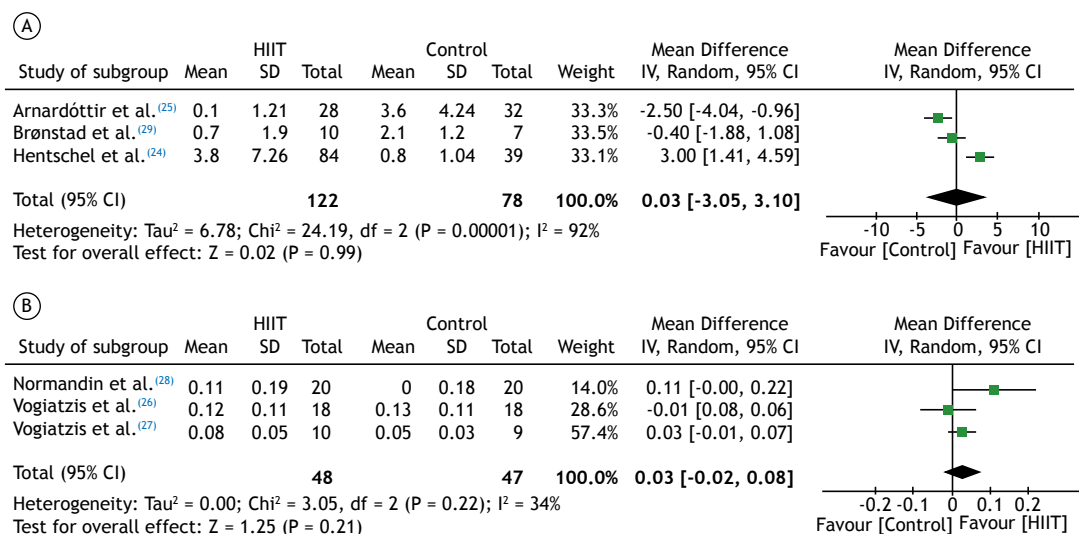 A
HIIT Control Mean Difference Mean Difference
Study of subgroup Mean SD Total Mean SD Total Weight IV, Random, 95% CI IV, Random, 95% CI
Arnardóttir et al.(25) 0.1 1.21 28 3.6 4.24 32 33.3% -2.50 [-4.04, -0.96]
Brønstad et al.(29) 0.7 1.9 10 2.1 1.2 7 33.5% -0.40 [-1.88, 1.08]
Hentschel et al.(24) 3.8 7.26 84 0.8 1.04 39 33.1% 3.00 [1.41, 4.59]
Total (95% CI) 122 78 100.0% 0.03 [-3.05, 3.10]
Heterogeneity: Tau² = 6.78; Chi² = 24.19, df = 2 (P = 0.00001); I² = 92%
Test for overall effect: Z = 0.02 (P = 0.99)
-10 -5 0 5 10
Favour [Control] Favour [HIIT]
B
HIIT Control Mean Difference Mean Difference
Study of subgroup Mean SD Total Mean SD Total Weight IV, Random, 95% CI IV, Random, 95% CI
Normandin et al.(28) 0.11 0.19 20 0 0.18 20 14.0% 0.11 [-0.00, 0.22]
Vogiatzis et al.(26) 0.12 0.11 18 0.13 0.11 18 28.6% -0.01 [0.08, 0.06]
Vogiatzis et al.(27) 0.08 0.05 10 0.05 0.03 9 57.4% 0.03 [-0.01, 0.07]
Total (95% CI) 48 47 100.0% 0.03 [-0.02, 0.08]
Heterogeneity: Tau² = 0.00; Chi² = 3.05, df = 2 (P = 0.22); I² = 34%
Test for overall effect: Z = 1.25 (P = 0.21)
-0.2 -0.1 0 0.1 0.2
Favour [Control] Favour [HIIT]